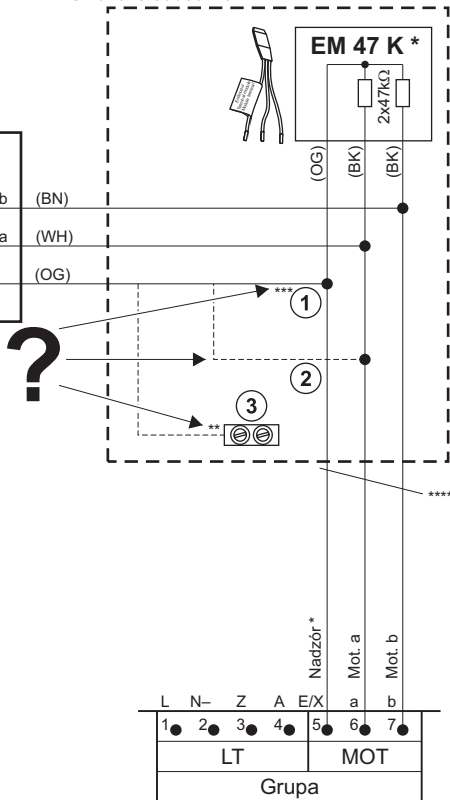 EM 47 K *
2x47kΩ
(OG)
(BK)
(BK)
b (BN)
a (WH)
(OG)
*** 1
?
2
3
**
****
Nadzór *
Mot. a
Mot. b
L N– Z A E/X a b
1 2 3 4 5 6 7
LT MOT
Grupa